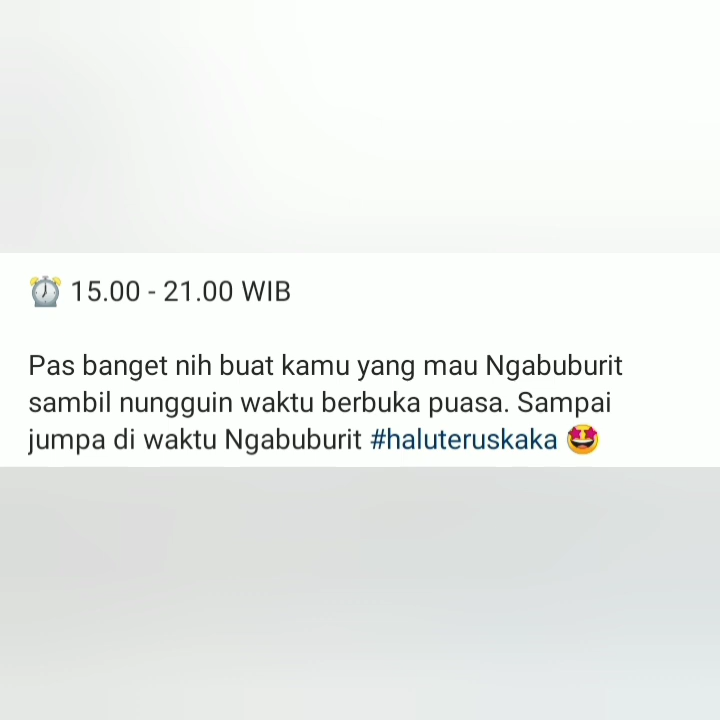 ⏰ 15.00 - 21.00 WIB
Pas banget nih buat kamu yang mau Ngabuburit
sambil nungguin waktu berbuka puasa. Sampai
jumpa di waktu Ngabuburit #haluteruskaka 🤩